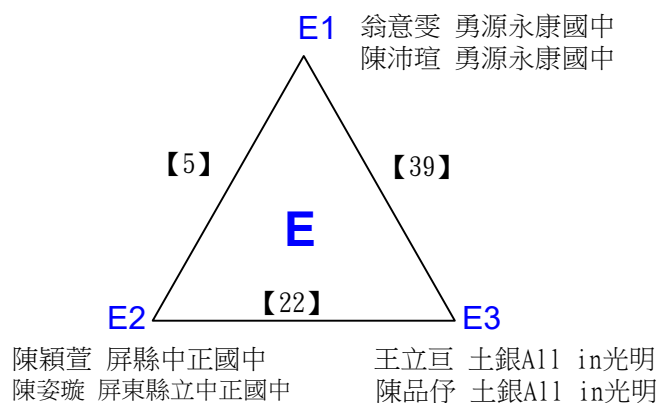 E1
翁意雯 勇源永康國中
陳沛瑄 勇源永康國中
【5】
【39】
E
【22】
E2
E3
陳穎萱 屏縣中正國中
陳姿璇 屏東縣立中正國中
王立亘 土銀All in光明
陳品伃 土銀All in光明